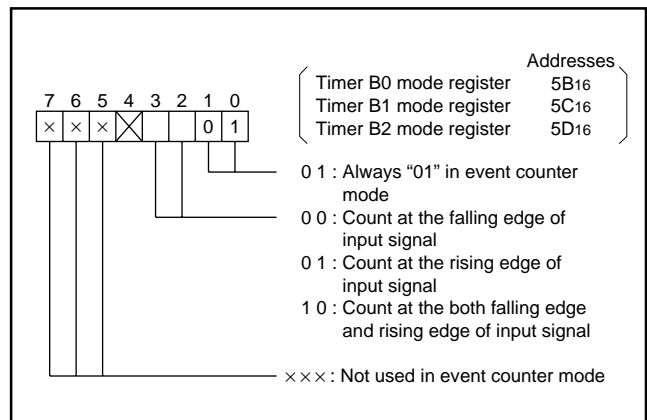 Addresses
Timer B0 mode register 5B16
Timer B1 mode register 5C16
Timer B2 mode register 5D16
7 6 5 4 3 2 1 0
× × × 0 1
0 1 : Always “01” in event counter
mode
0 0 : Count at the falling edge of
input signal
0 1 : Count at the rising edge of
input signal
1 0 : Count at the both falling edge
and rising edge of input signal
××× : Not used in event counter mode